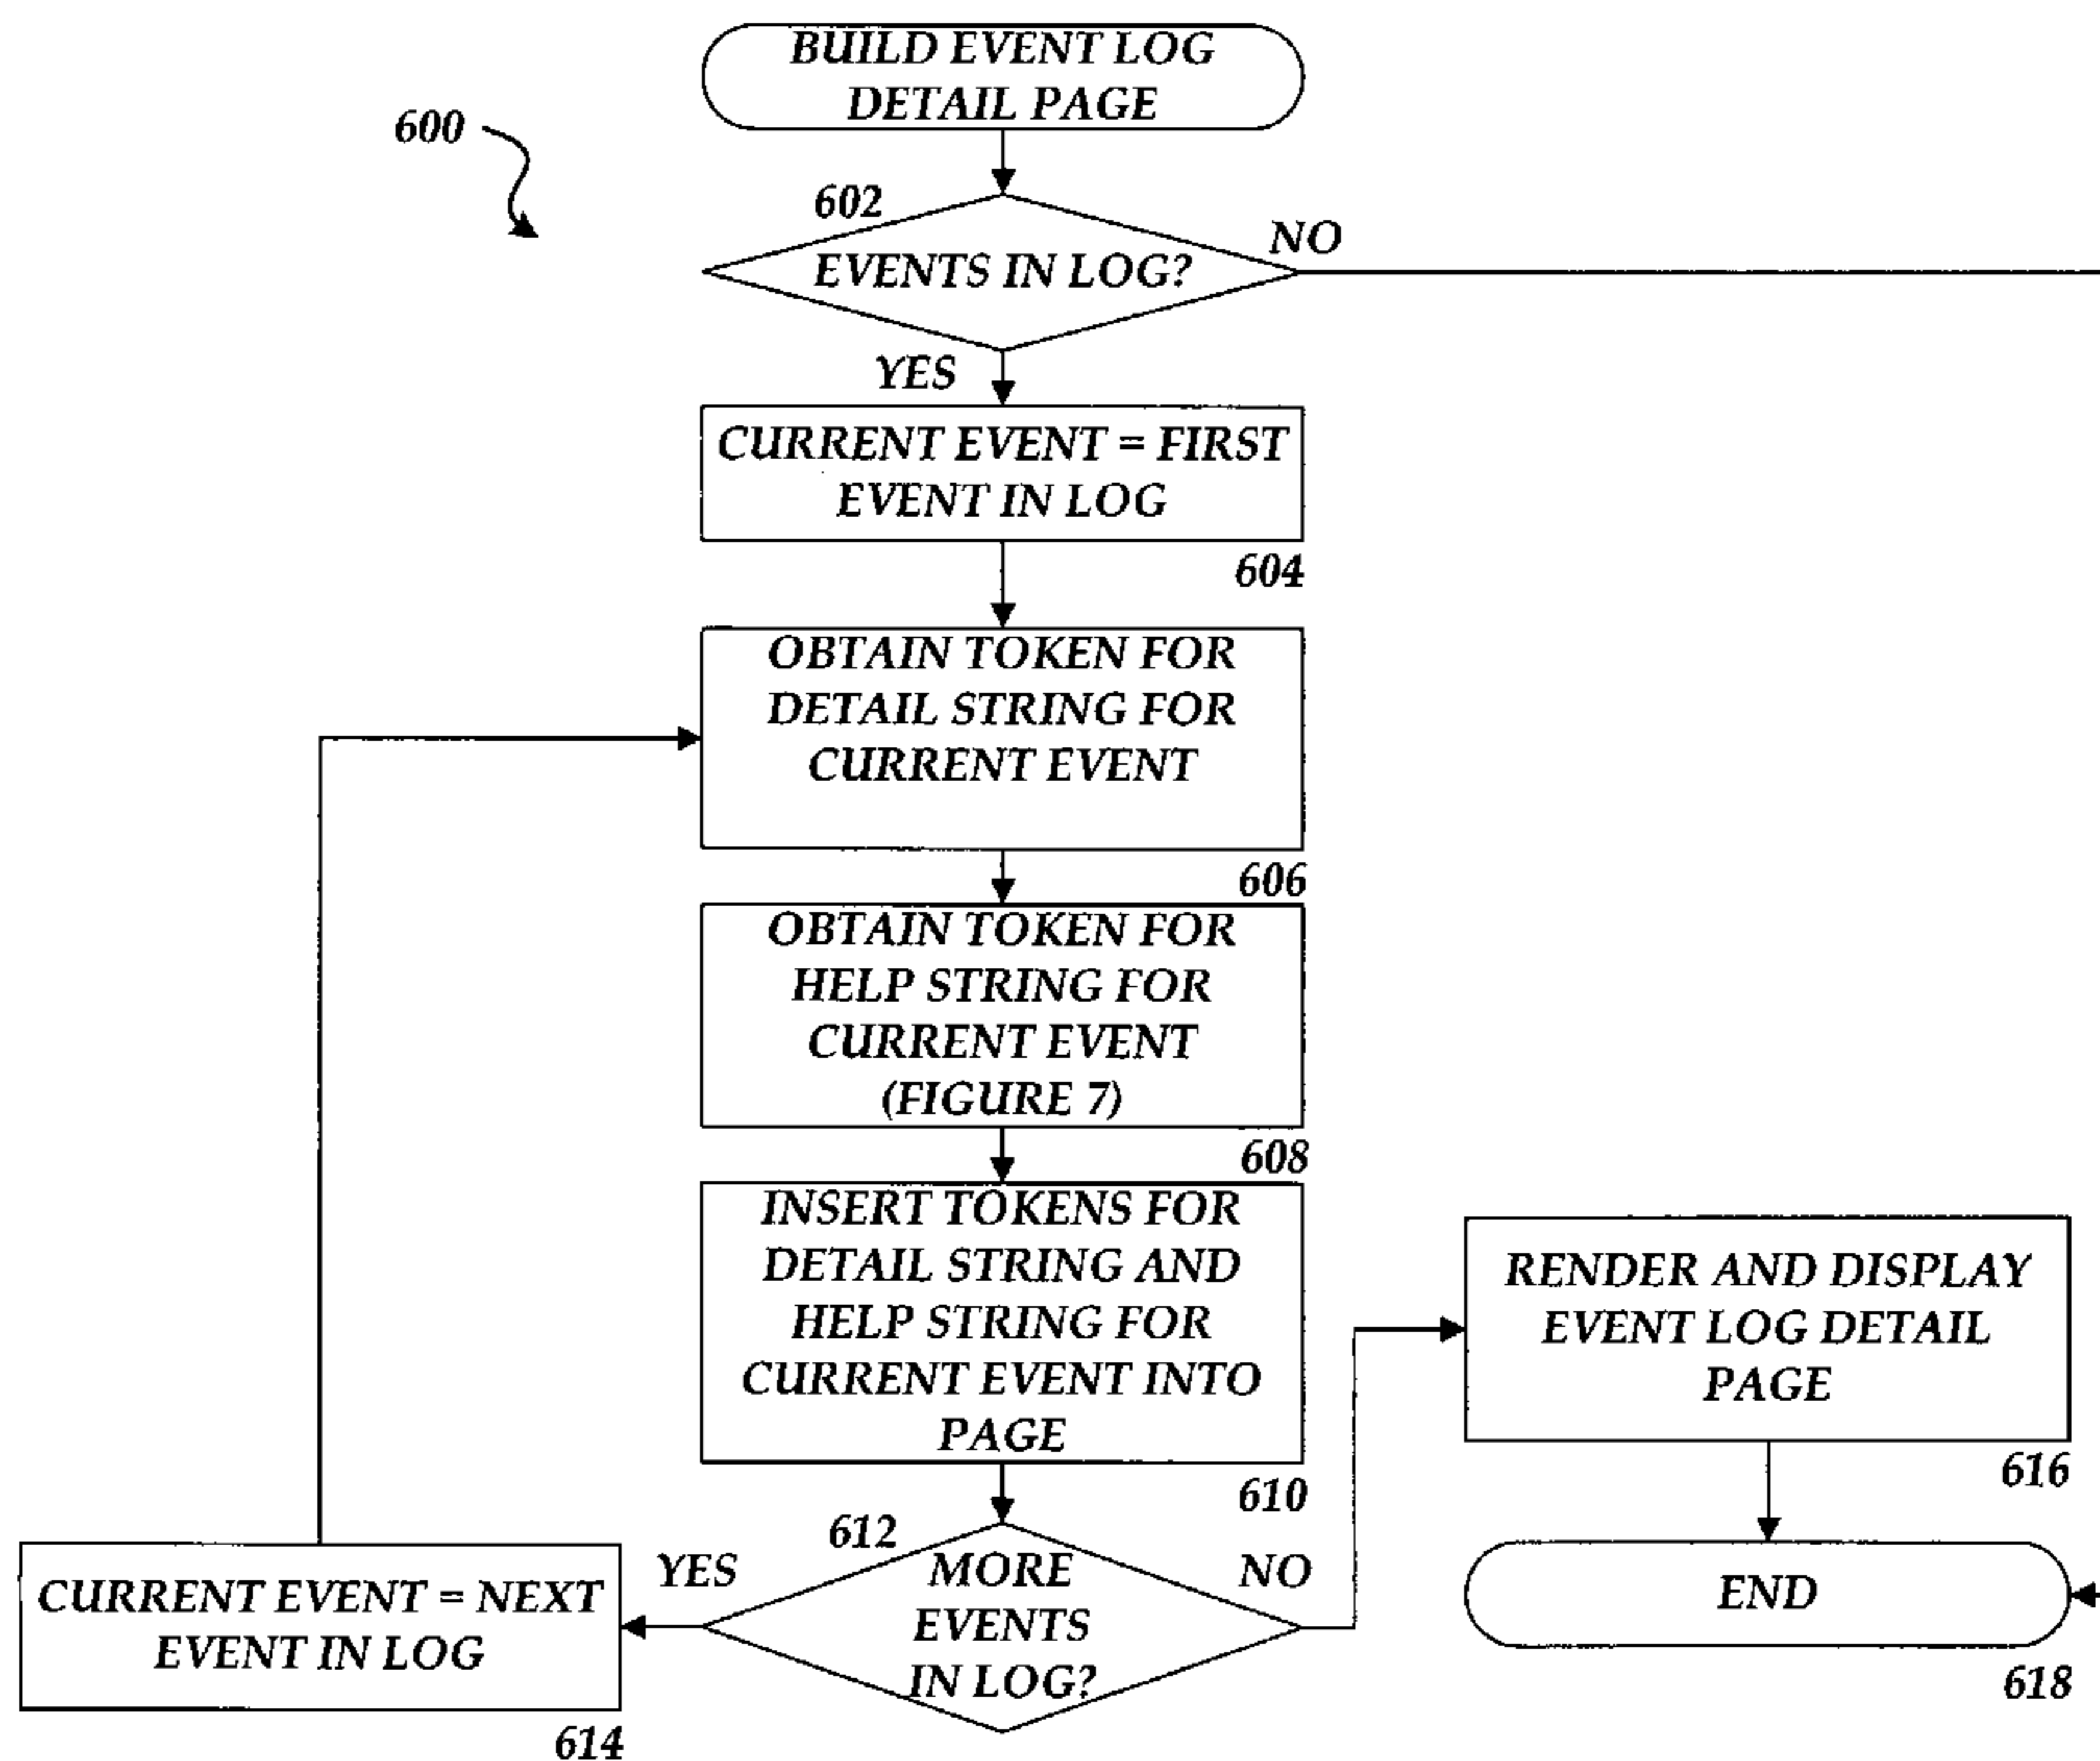 BUILD EVENT LOG
DETAIL PAGE
600
602
NO
EVENTS IN LOG?
YES
CURRENT EVENT = FIRST
EVENT IN LOG
604
OBTAIN TOKEN FOR
DETAIL STRING FOR
CURRENT EVENT
606
OBTAIN TOKEN FOR
HELP STRING FOR
CURRENT EVENT
(FIGURE 7)
608
INSERT TOKENS FOR
DETAIL STRING AND
HELP STRING FOR
CURRENT EVENT INTO
PAGE
610
RENDER AND DISPLAY
EVENT LOG DETAIL
PAGE
616
612
YES
MORE
EVENTS
IN LOG?
NO
CURRENT EVENT = NEXT
EVENT IN LOG
614
END
618